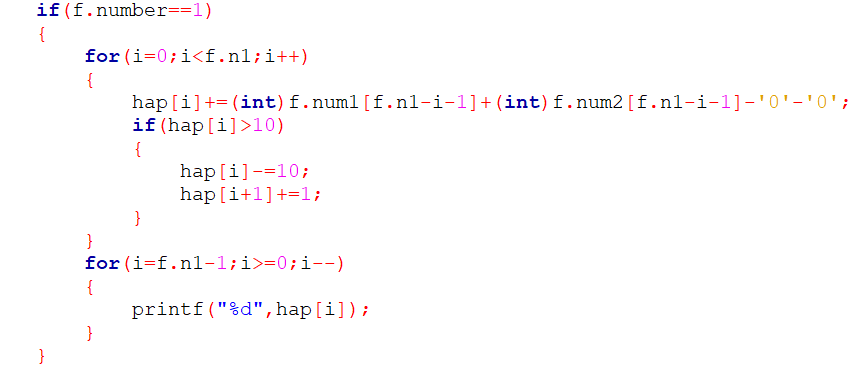 if(f.number==1)
{
for(i=0;i<f.n1;i++)
{
hap[i]+=(int)f.num1[f.n1-i-1]+(int)f.num2[f.n1-i-1]-'0'-'0';
if(hap[i]>10)
{
hap[i]-=10;
hap[i+1]+=1;
}
}
for(i=f.n1-1;i>=0;i--)
{
printf("%d",hap[i]);
}
}